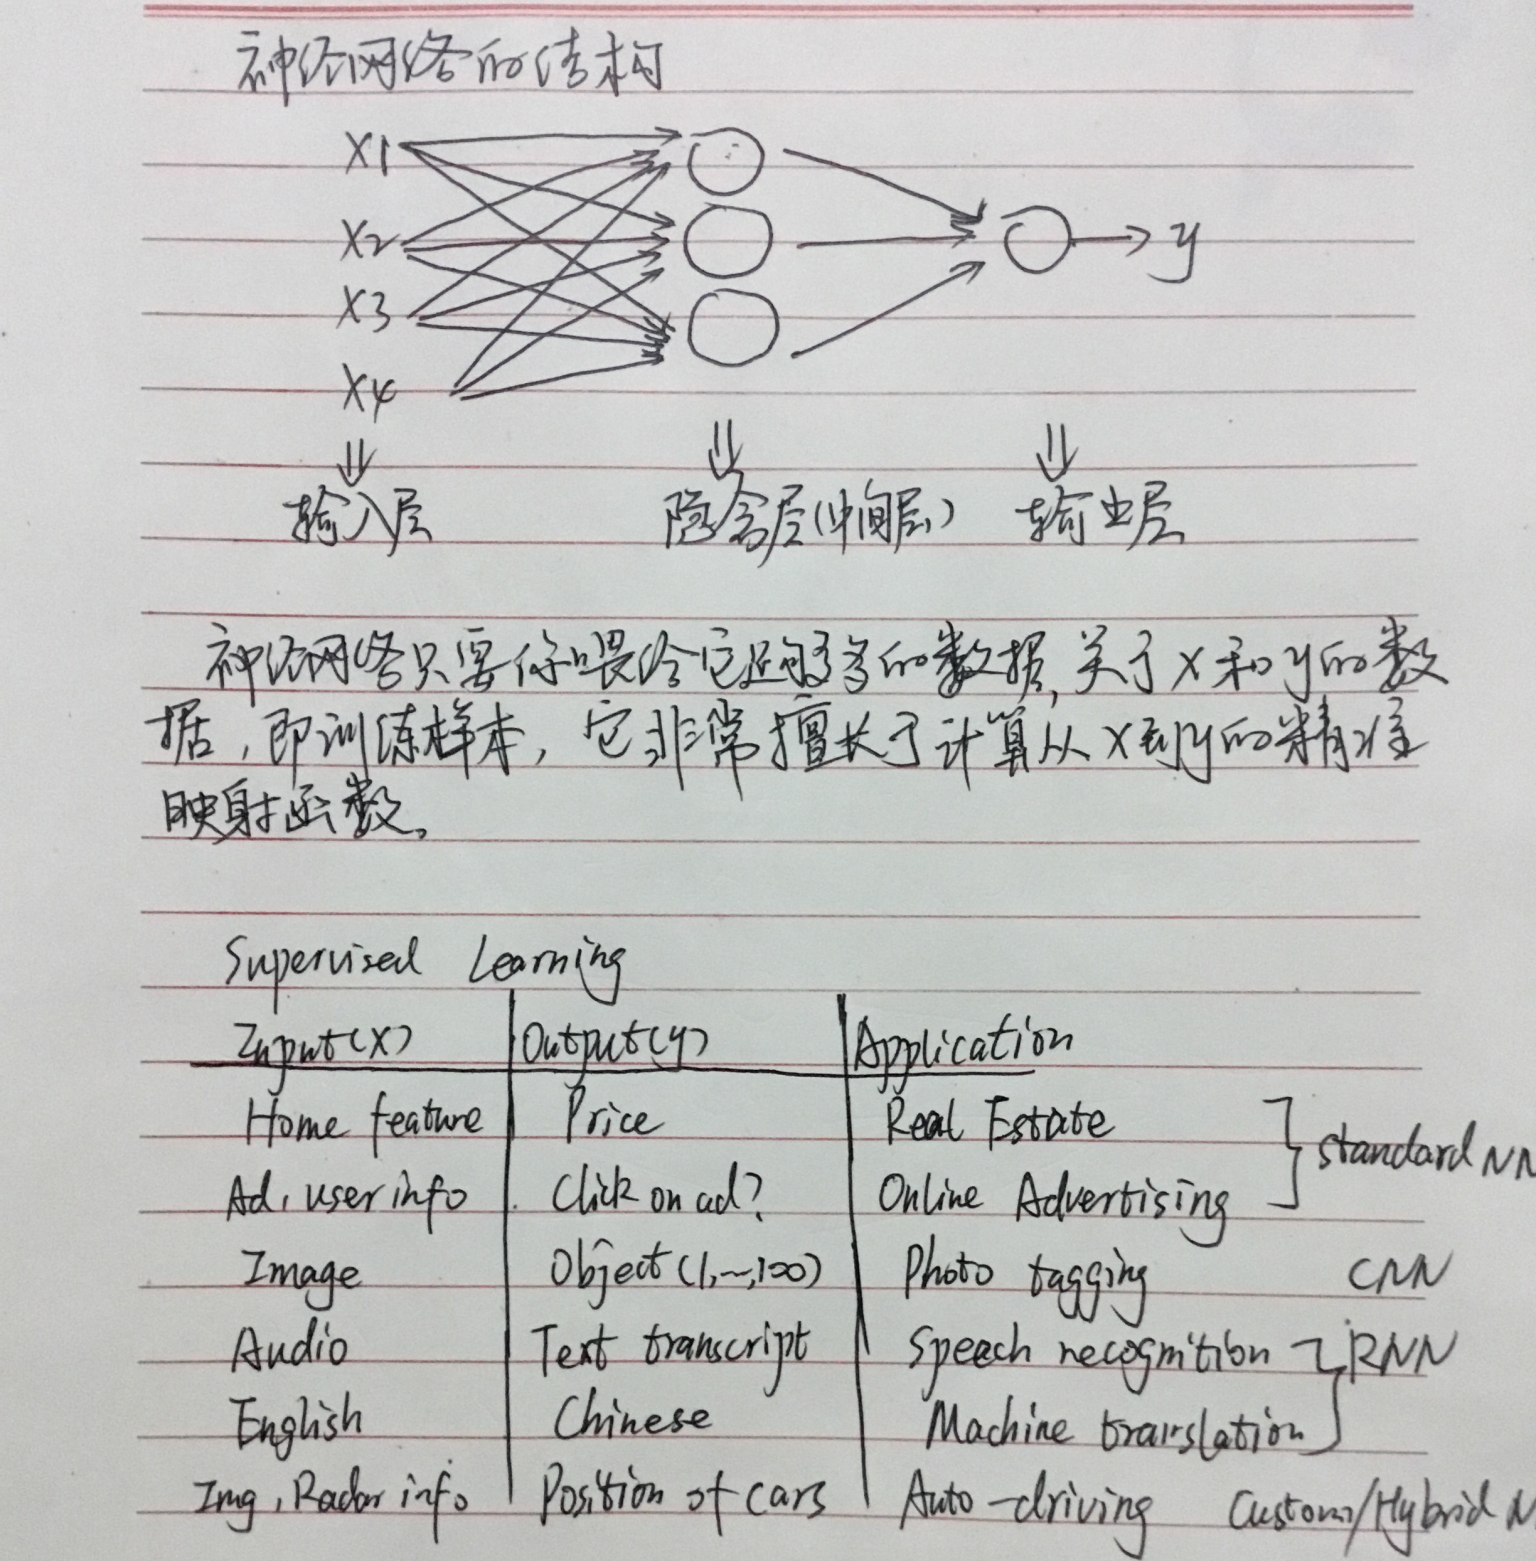 神经网络的结构
x1
x2
x3
x4
y
输入层 隐含层(中间层) 输出层
神经网络只要你喂给它足够多的数据,关于x和y的数
据,即训练样本,它非常擅长于计算从x到y的精准
映射函数。
Supervised Learning
Input(x) Output(y) Application
Home feature Price Real Estate standard NN
Ad, user info Click on ad? Online Advertising
Image Object(1,~,100) Photo tagging CNN
Audio Text transcript Speech recognition RNN
English Chinese Machine translation
Img, Radar info Position of cars Auto-driving Custom/Hybrid N